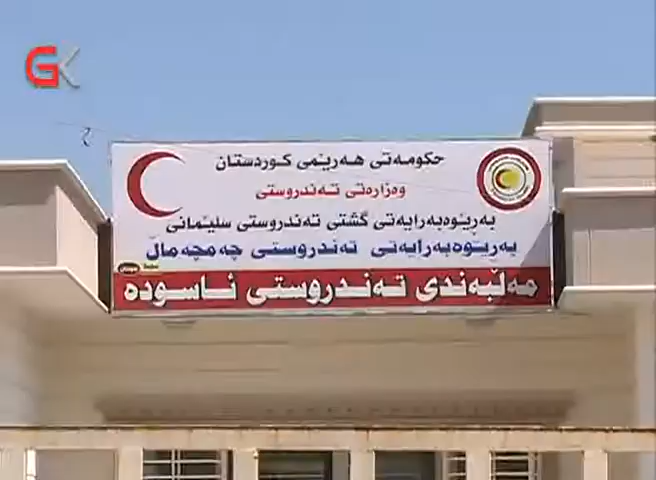 GK
حکومەتی هەرێمی کوردستان
وەزارەتی تەندروستی
بەڕێوەبەرایەتی گشتی تەندروستی سلێمانی
بەڕێوەبەرایەتی تەندروستی چەمچەماڵ
مەڵبەندی تەندروستی ئاسودە